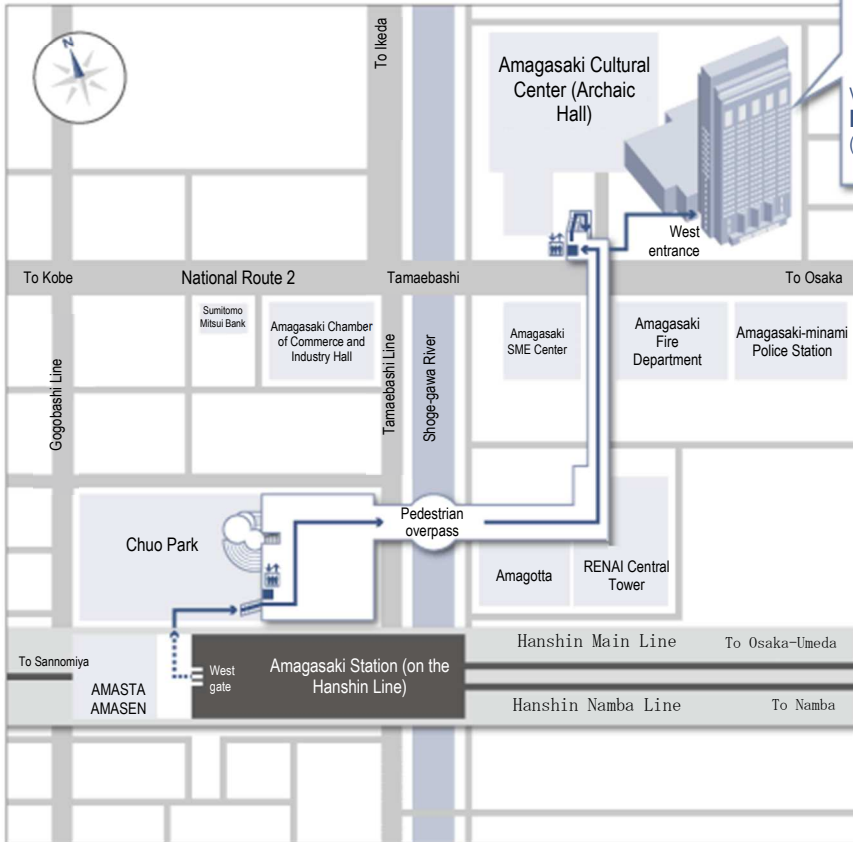 N
To Ikeda
Amagasaki Cultural
Center (Archaic
Hall)
West
entrance
To Kobe
National Route 2
Tamaebashi
To Osaka
Sumitomo
Mitsui Bank
Amagasaki Chamber
of Commerce and
Industry Hall
Amagasaki
SME Center
Amagasaki
Fire
Department
Amagasaki-minami
Police Station
Gogobashi Line
Tamaebashi Line
Shoge-gawa River
Chuo Park
Pedestrian
overpass
Amagotta
RENAI Central
Tower
To Sannomiya
AMASTA
AMASEN
West
gate
Amagasaki Station (on the
Hanshin Line)
Hanshin Main Line
To Osaka-Umeda
Hanshin Namba Line
To Namba